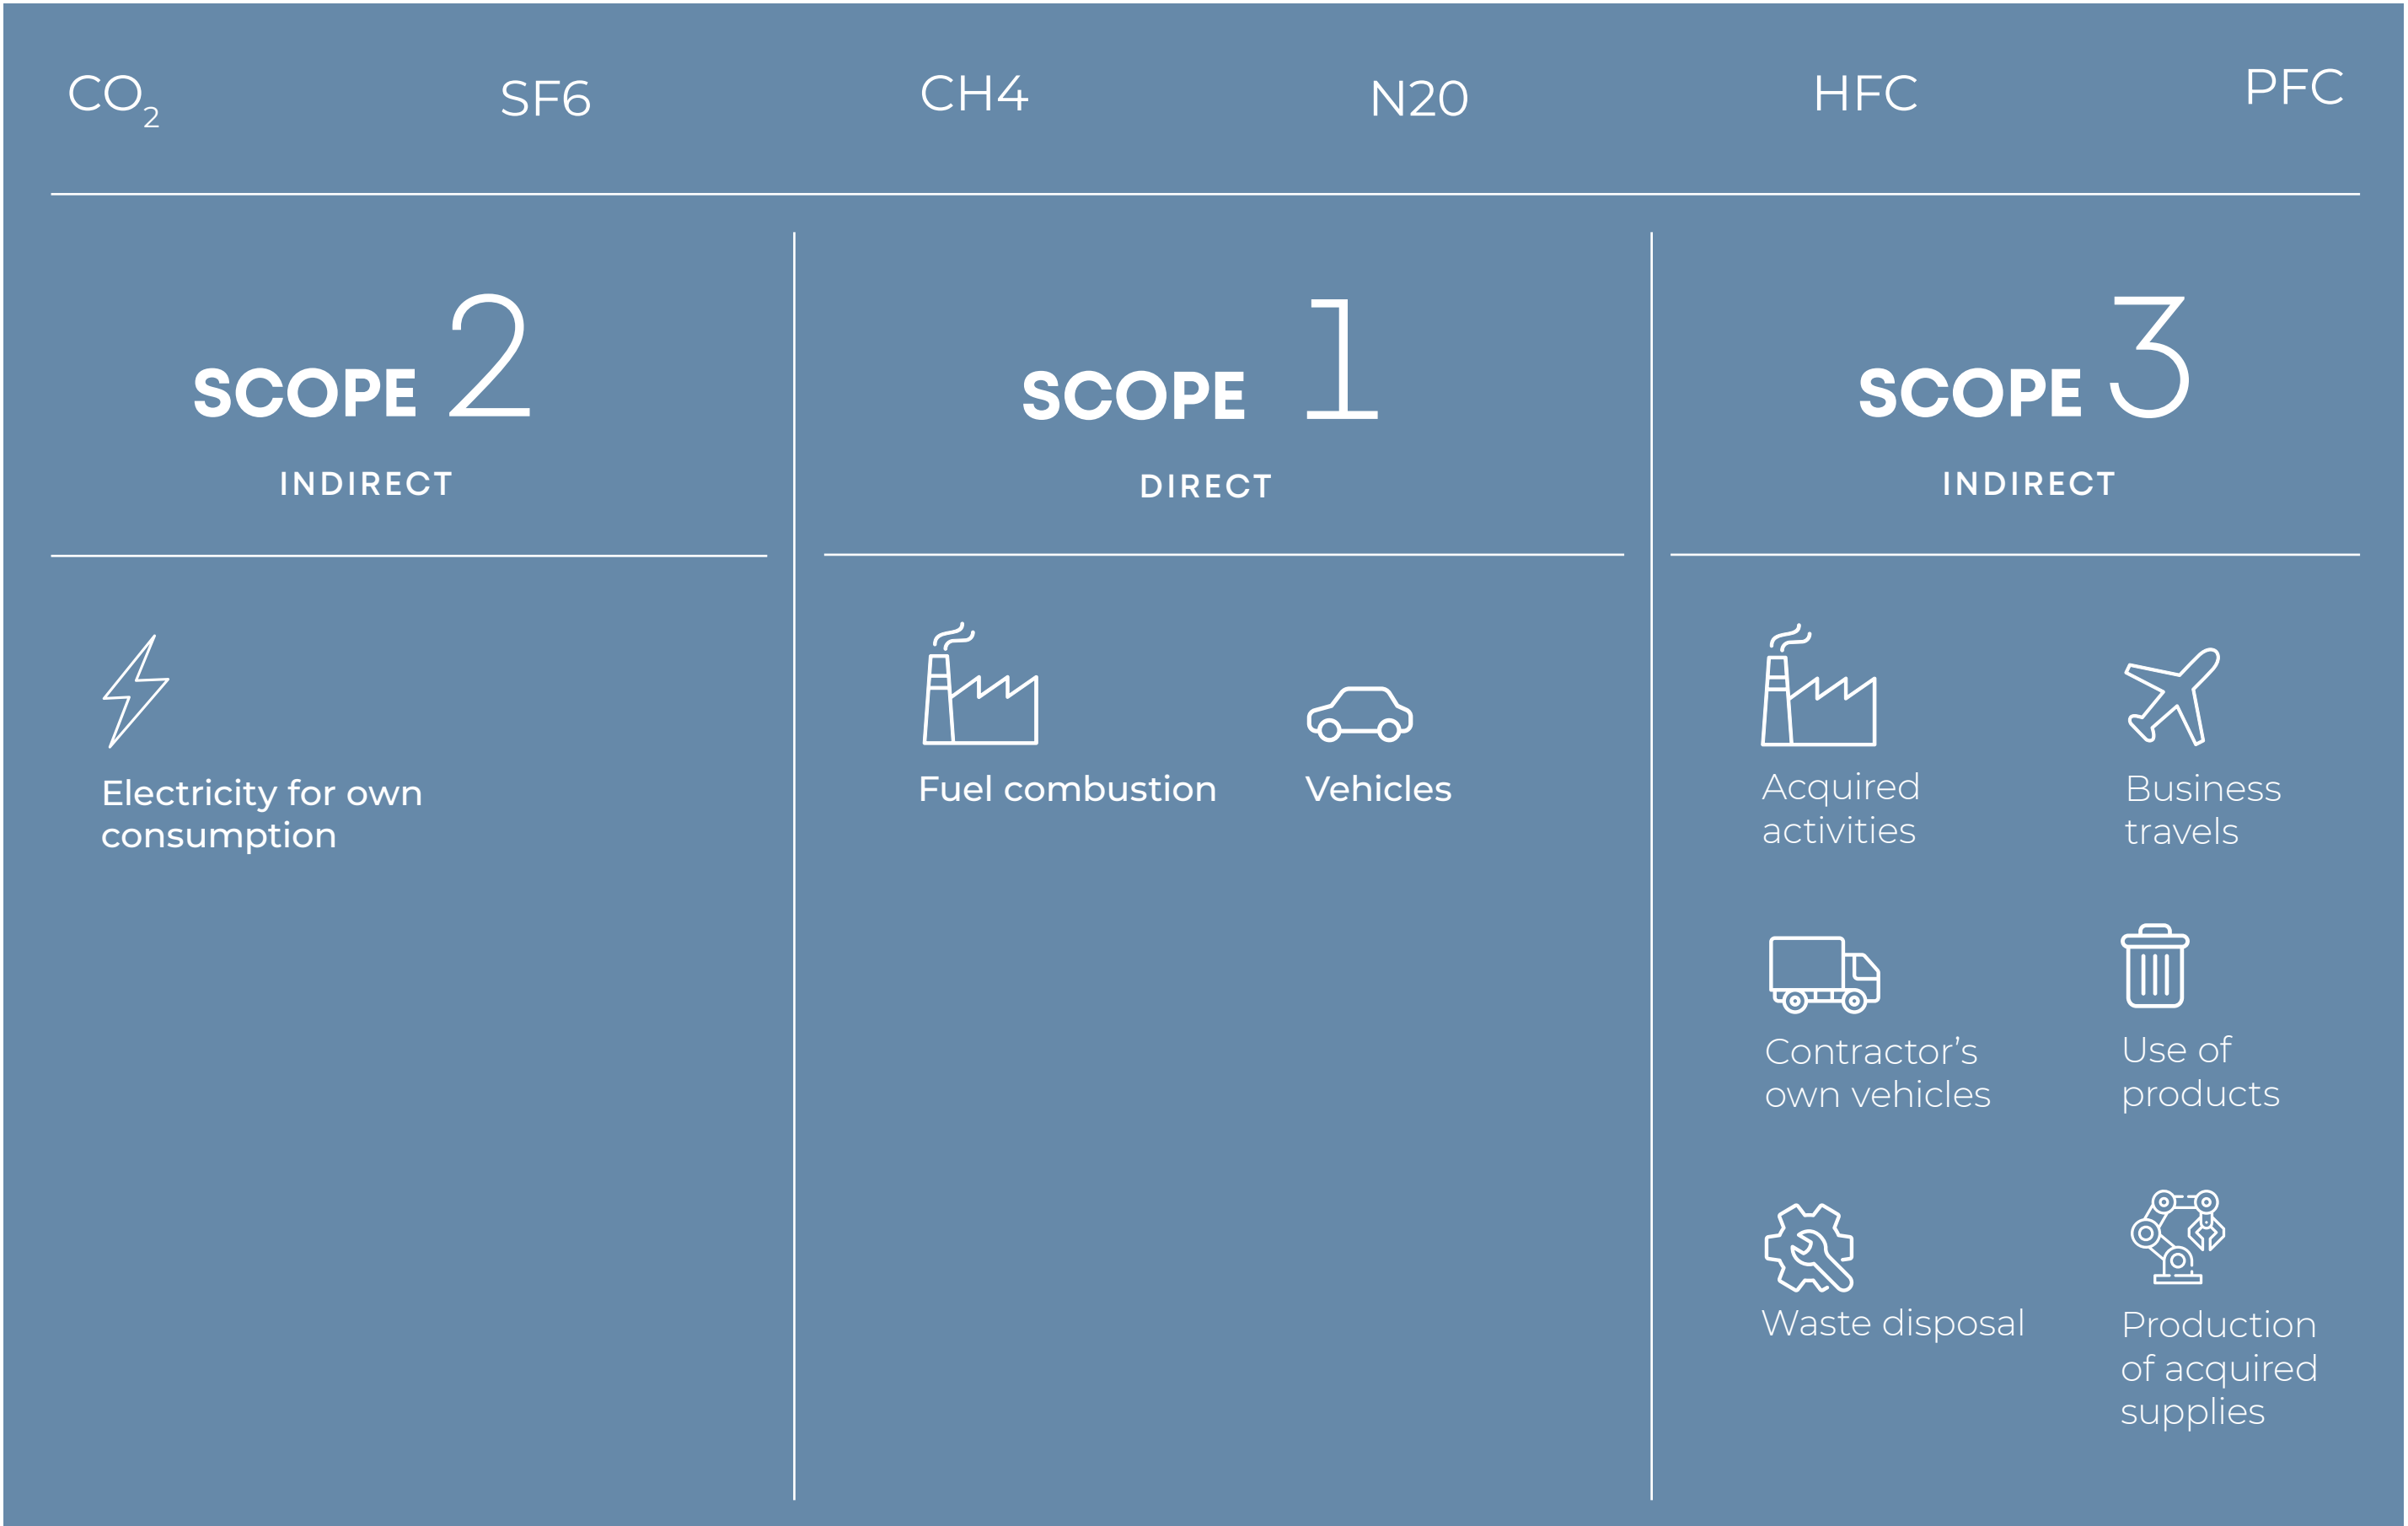 CO₂ SF6 CH4 N20 HFC PFC
SCOPE 2
INDIRECT
Electricity for own
consumption
SCOPE 1
DIRECT
Fuel combustion
Vehicles
SCOPE 3
INDIRECT
Acquired
activities
Business
travels
Contractor’s
own vehicles
Use of
products
Waste disposal
Production
of acquired
supplies